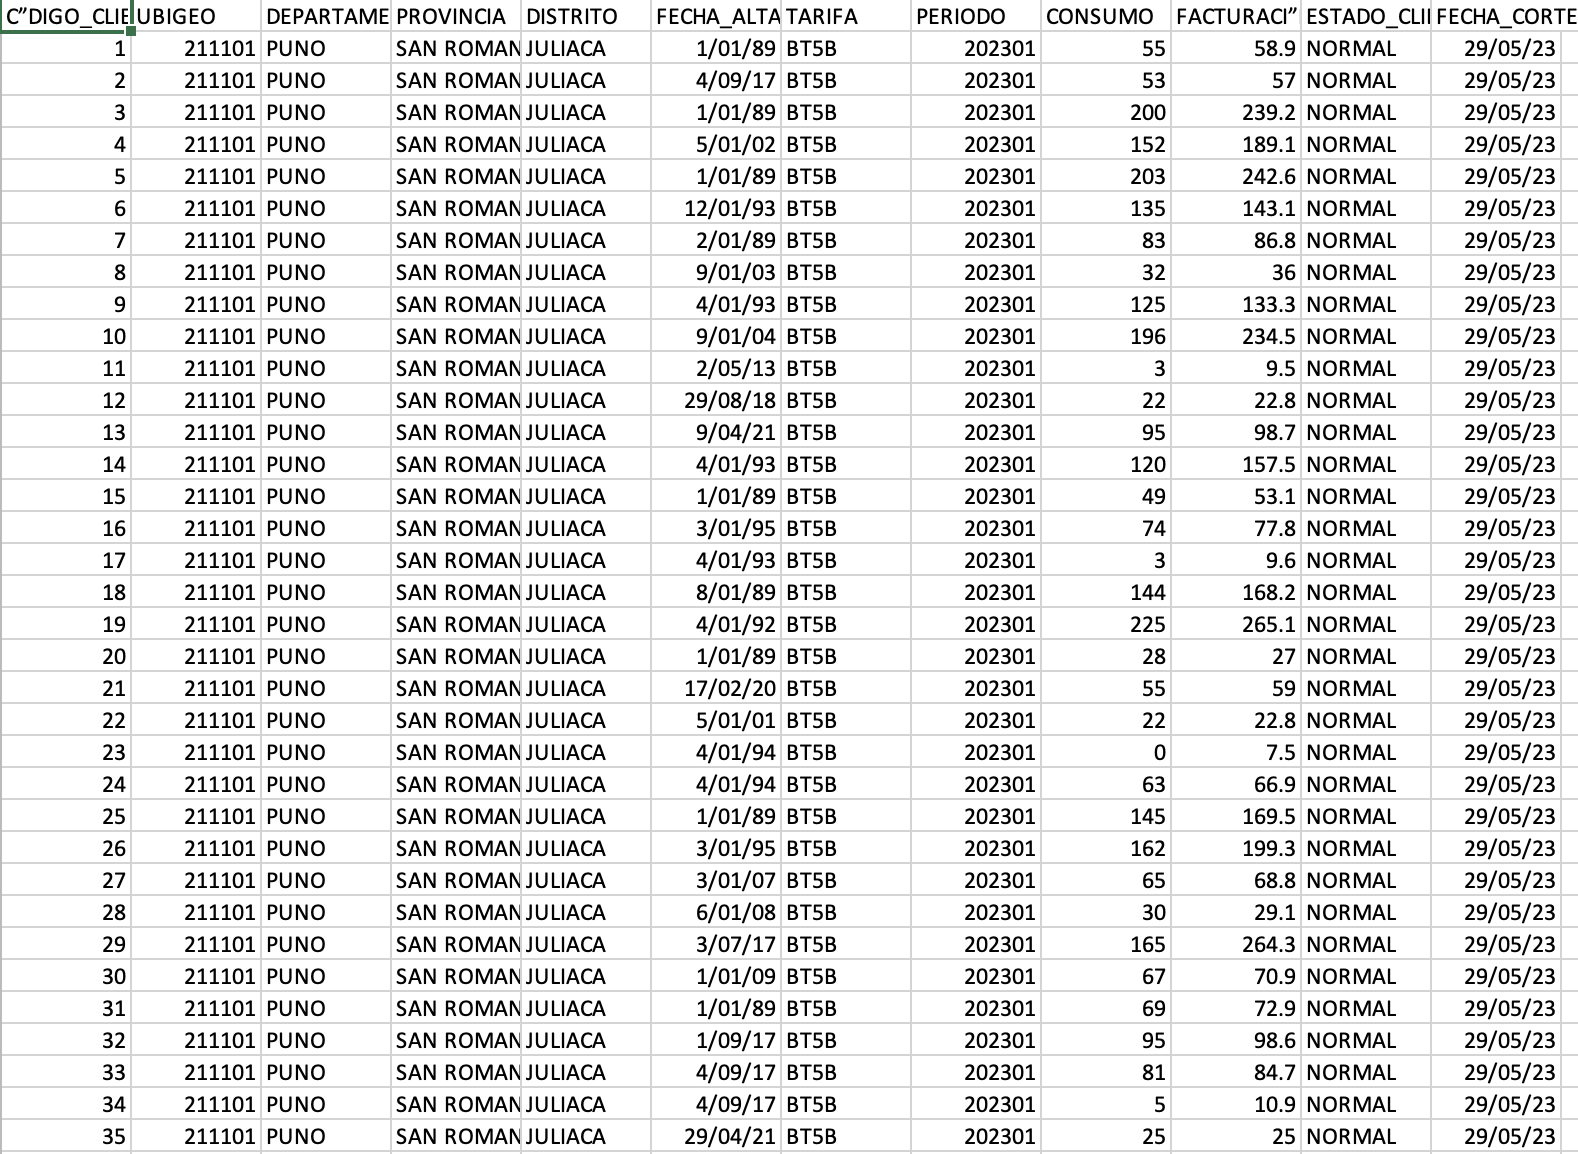 C”DIGO_CLIE UBIGEO DEPARTAME PROVINCIA DISTRITO FECHA_ALTA TARIFA PERIODO CONSUMO FACTURACI” ESTADO_CLII FECHA_CORTE
1 211101 PUNO SAN ROMAN JULIACA 1/01/89 BT5B 202301 55 58.9 NORMAL 29/05/23
2 211101 PUNO SAN ROMAN JULIACA 4/09/17 BT5B 202301 53 57 NORMAL 29/05/23
3 211101 PUNO SAN ROMAN JULIACA 1/01/89 BT5B 202301 200 239.2 NORMAL 29/05/23
4 211101 PUNO SAN ROMAN JULIACA 5/01/02 BT5B 202301 152 189.1 NORMAL 29/05/23
5 211101 PUNO SAN ROMAN JULIACA 1/01/89 BT5B 202301 203 242.6 NORMAL 29/05/23
6 211101 PUNO SAN ROMAN JULIACA 12/01/93 BT5B 202301 135 143.1 NORMAL 29/05/23
7 211101 PUNO SAN ROMAN JULIACA 2/01/89 BT5B 202301 83 86.8 NORMAL 29/05/23
8 211101 PUNO SAN ROMAN JULIACA 9/01/03 BT5B 202301 32 36 NORMAL 29/05/23
9 211101 PUNO SAN ROMAN JULIACA 4/01/93 BT5B 202301 125 133.3 NORMAL 29/05/23
10 211101 PUNO SAN ROMAN JULIACA 9/01/04 BT5B 202301 196 234.5 NORMAL 29/05/23
11 211101 PUNO SAN ROMAN JULIACA 2/05/13 BT5B 202301 3 9.5 NORMAL 29/05/23
12 211101 PUNO SAN ROMAN JULIACA 29/08/18 BT5B 202301 22 22.8 NORMAL 29/05/23
13 211101 PUNO SAN ROMAN JULIACA 9/04/21 BT5B 202301 95 98.7 NORMAL 29/05/23
14 211101 PUNO SAN ROMAN JULIACA 4/01/93 BT5B 202301 120 157.5 NORMAL 29/05/23
15 211101 PUNO SAN ROMAN JULIACA 1/01/89 BT5B 202301 49 53.1 NORMAL 29/05/23
16 211101 PUNO SAN ROMAN JULIACA 3/01/95 BT5B 202301 74 77.8 NORMAL 29/05/23
17 211101 PUNO SAN ROMAN JULIACA 4/01/93 BT5B 202301 3 9.6 NORMAL 29/05/23
18 211101 PUNO SAN ROMAN JULIACA 8/01/89 BT5B 202301 144 168.2 NORMAL 29/05/23
19 211101 PUNO SAN ROMAN JULIACA 4/01/92 BT5B 202301 225 265.1 NORMAL 29/05/23
20 211101 PUNO SAN ROMAN JULIACA 1/01/89 BT5B 202301 28 27 NORMAL 29/05/23
21 211101 PUNO SAN ROMAN JULIACA 17/02/20 BT5B 202301 55 59 NORMAL 29/05/23
22 211101 PUNO SAN ROMAN JULIACA 5/01/01 BT5B 202301 22 22.8 NORMAL 29/05/23
23 211101 PUNO SAN ROMAN JULIACA 4/01/94 BT5B 202301 0 7.5 NORMAL 29/05/23
24 211101 PUNO SAN ROMAN JULIACA 4/01/94 BT5B 202301 63 66.9 NORMAL 29/05/23
25 211101 PUNO SAN ROMAN JULIACA 1/01/89 BT5B 202301 145 169.5 NORMAL 29/05/23
26 211101 PUNO SAN ROMAN JULIACA 3/01/95 BT5B 202301 162 199.3 NORMAL 29/05/23
27 211101 PUNO SAN ROMAN JULIACA 3/01/07 BT5B 202301 65 68.8 NORMAL 29/05/23
28 211101 PUNO SAN ROMAN JULIACA 6/01/08 BT5B 202301 30 29.1 NORMAL 29/05/23
29 211101 PUNO SAN ROMAN JULIACA 3/07/17 BT5B 202301 165 264.3 NORMAL 29/05/23
30 211101 PUNO SAN ROMAN JULIACA 1/01/09 BT5B 202301 67 70.9 NORMAL 29/05/23
31 211101 PUNO SAN ROMAN JULIACA 1/01/89 BT5B 202301 69 72.9 NORMAL 29/05/23
32 211101 PUNO SAN ROMAN JULIACA 1/09/17 BT5B 202301 95 98.6 NORMAL 29/05/23
33 211101 PUNO SAN ROMAN JULIACA 4/09/17 BT5B 202301 81 84.7 NORMAL 29/05/23
34 211101 PUNO SAN ROMAN JULIACA 4/09/17 BT5B 202301 5 10.9 NORMAL 29/05/23
35 211101 PUNO SAN ROMAN JULIACA 29/04/21 BT5B 202301 25 25 NORMAL 29/05/23